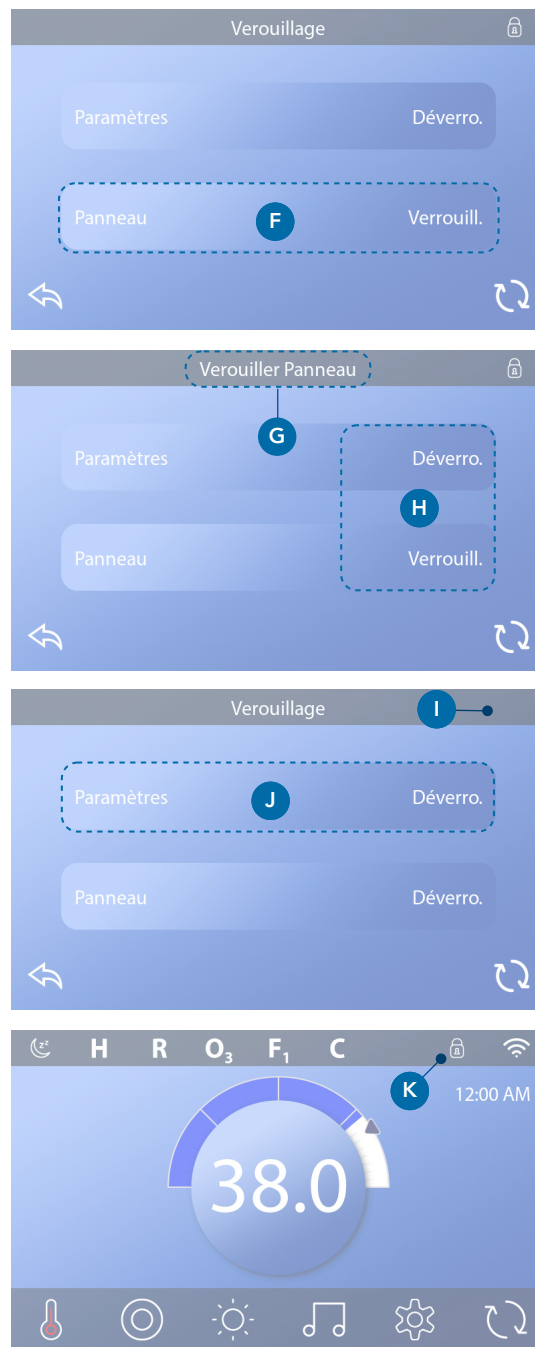 Verouillage
Paramètres Déverro.
Panneau F Verrouill.
Verouiller Panneau
G
Paramètres Déverro.
H
Panneau Verrouill.
Verouillage I
Paramètres J Déverro.
Panneau Déverro.
zz H R O3 F1 C
K
12:00 AM
38.0